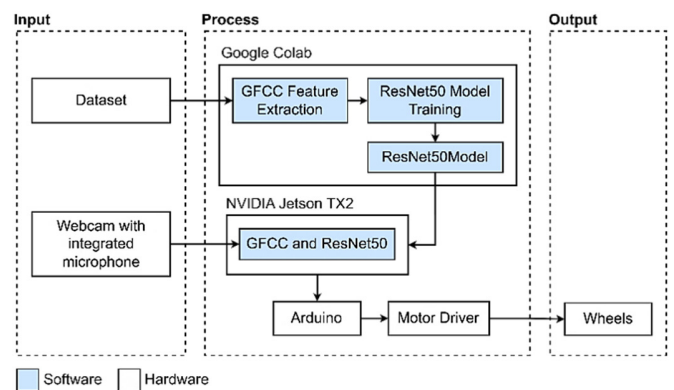 Input
Process
Output
Google Colab
Dataset
GFCC Feature
Extraction
ResNet50 Model
Training
ResNet50Model
NVIDIA Jetson TX2
Webcam with
integrated
microphone
GFCC and ResNet50
Arduino
Motor Driver
Wheels
Software
Hardware